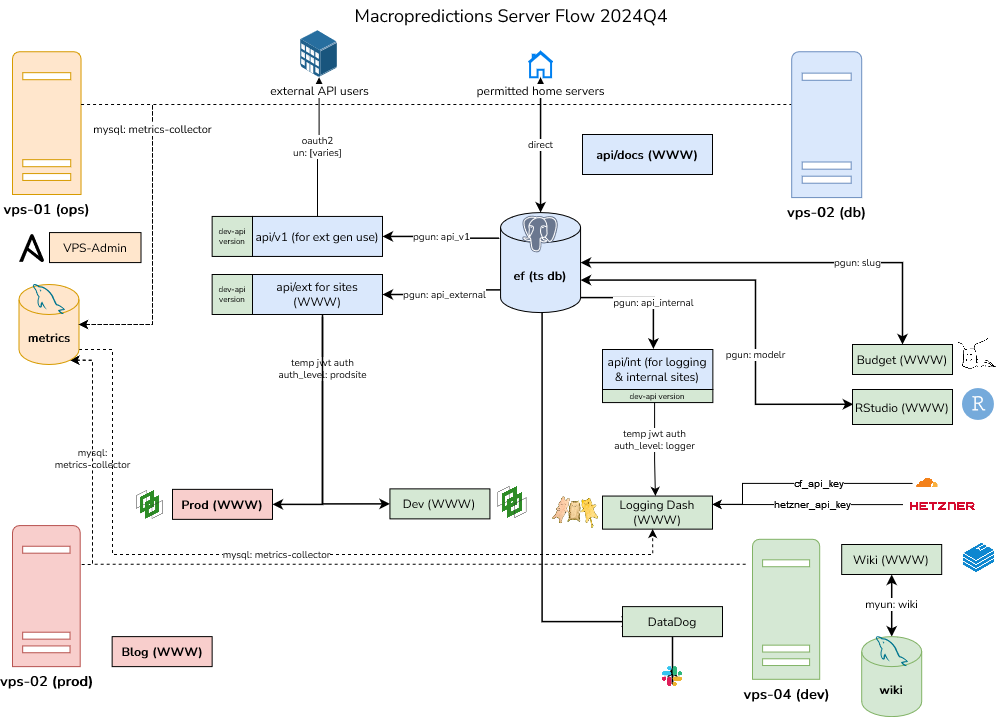 Macropredictions Server Flow 2024Q4
external API users
permitted home servers
mysql: metrics-collector
oauth2
un: [varies]
direct
api/docs (WWW)
vps-01 (ops)
vps-02 (db)
VPS-Admin
dev-api
version
api/v1 (for ext gen use)
pgun: api_v1
ef (ts db)
pgun: slug
dev-api
version
api/ext for sites
(WWW)
pgun: api_external
pgun: api_internal
metrics
temp jwt auth
auth_level: prodsite
api/int (for logging
& internal sites)
dev-api version
pgun: modelr
Budget (WWW)
RStudio (WWW)
R
temp jwt auth
auth_level: logger
mysql:
metrics-collector
Prod (WWW)
Dev (WWW)
Logging Dash
(WWW)
cf_api_key
hetzner_api_key
HETZNER
mysql: metrics-collector
Wiki (WWW)
myun: wiki
DataDog
Blog (WWW)
vps-02 (prod)
vps-04 (dev)
wiki